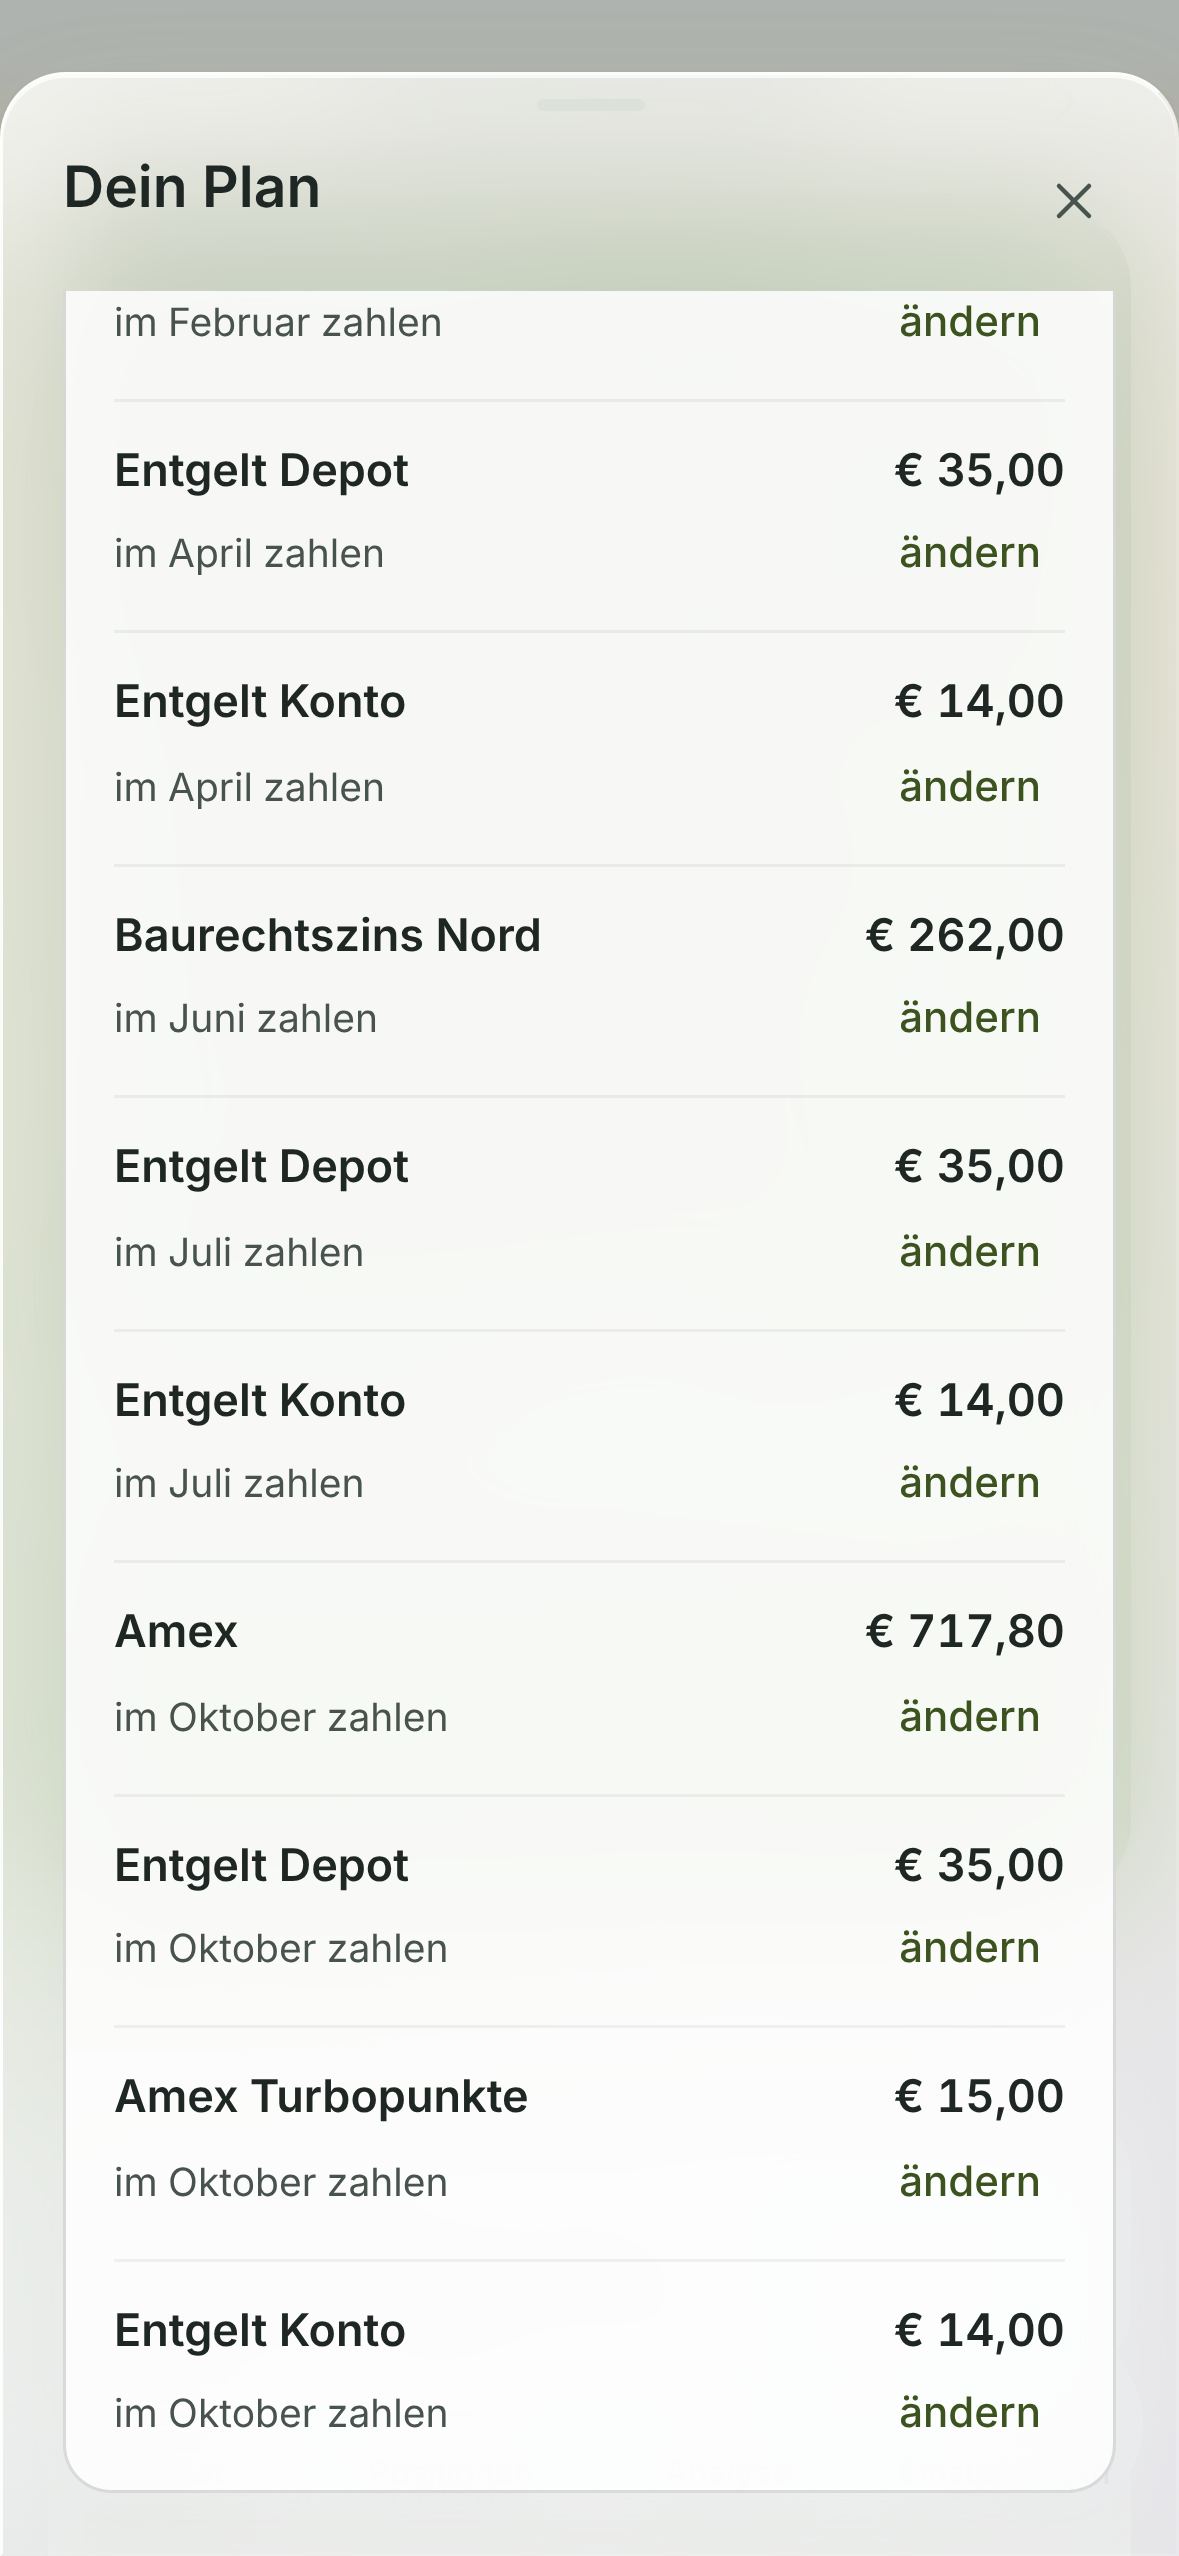 Dein Plan
im Februar zahlen ändern
Entgelt Depot € 35,00
im April zahlen ändern
Entgelt Konto € 14,00
im April zahlen ändern
Baurechtszins Nord € 262,00
im Juni zahlen ändern
Entgelt Depot € 35,00
im Juli zahlen ändern
Entgelt Konto € 14,00
im Juli zahlen ändern
Amex € 717,80
im Oktober zahlen ändern
Entgelt Depot € 35,00
im Oktober zahlen ändern
Amex Turbopunkte € 15,00
im Oktober zahlen ändern
Entgelt Konto € 14,00
im Oktober zahlen ändern